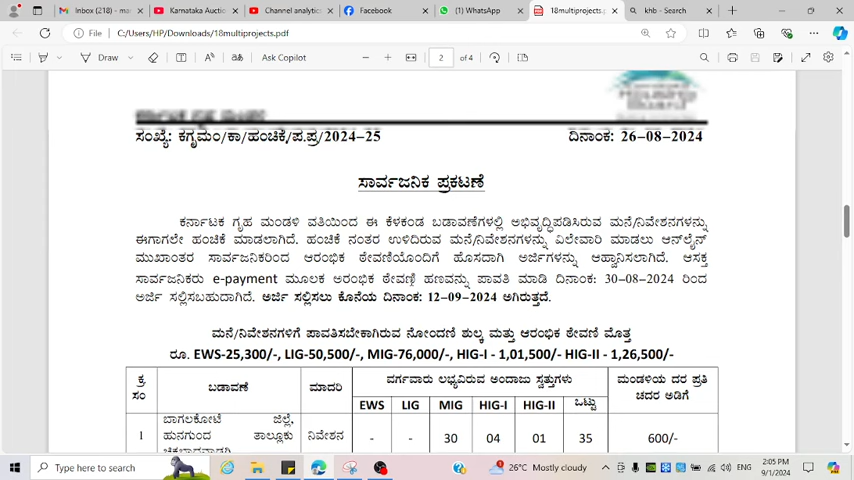 Inbox (218) - ma
Karnataka Auction
Channel analytic
Facebook
(1) WhatsApp
18multiprojects.p
khb - Search
File
C:/Users/HP/Downloads/18multiprojects.pdf
Draw
Ask Copilot
2 of 4
ಸಂಖ್ಯೆ: ಕಗೃಮಂ/ಕಾ/ಹಂಚಿಕೆ/ಪ.ಪ್ರ/2024-25 ದಿನಾಂಕ: 26-08-2024
ಸಾರ್ವಜನಿಕ ಪ್ರಕಟಣೆ
ಕರ್ನಾಟಕ ಗೃಹ ಮಂಡಳಿ ವತಿಯಿಂದ ಈ ಕೆಳಕಂಡ ಬಡಾವಣೆಗಳಲ್ಲಿ ಅಭಿವೃದ್ಧಿಪಡಿಸಿರುವ ಮನೆ/ನಿವೇಶನಗಳನ್ನು
ಈಗಾಗಲೇ ಹಂಚಿಕೆ ಮಾಡಲಾಗಿದೆ. ಹಂಚಿಕೆ ನಂತರ ಉಳಿದಿರುವ ಮನೆ/ನಿವೇಶನಗಳನ್ನು ವಿಲೇವಾರಿ ಮಾಡಲು ಆನ್‌ಲೈನ್
ಮುಖಾಂತರ ಸಾರ್ವಜನಿಕರಿಂದ ಆರಂಭಿಕ ಠೇವಣಿಯೊಂದಿಗೆ ಹೊಸದಾಗಿ ಅರ್ಜಿಗಳನ್ನು ಆಹ್ವಾನಿಸಲಾಗಿದೆ. ಆಸಕ್ತ
ಸಾರ್ವಜನಿಕರು e-payment ಮೂಲಕ ಅರಂಭಿಕ ಠೇವಣಿ ಹಣವನ್ನು ಪಾವತಿ ಮಾಡಿ ದಿನಾಂಕ: 30-08-2024 ರಿಂದ
ಅರ್ಜಿ ಸಲ್ಲಿಸಬಹುದಾಗಿದೆ. ಅರ್ಜಿ ಸಲ್ಲಿಸಲು ಕೊನೆಯ ದಿನಾಂಕ: 12-09-2024 ಆಗಿರುತ್ತದೆ.
ಮನೆ/ನಿವೇಶನಗಳಿಗೆ ಪಾವತಿಸಬೇಕಾಗಿರುವ ನೋಂದಣಿ ಶುಲ್ಕ ಮತ್ತು ಆರಂಭಿಕ ಠೇವಣಿ ಮೊತ್ತ
ರೂ. EWS-25,300/-, LIG-50,500/-, MIG-76,000/-, HIG-I - 1,01,500/- HIG-II - 1,26,500/-
ಕ್ರ. ಸಂ ಬಡಾವಣೆ ಮಾದರಿ ವರ್ಗವಾರು ಲಭ್ಯವಿರುವ ಅಂದಾಜು ಸ್ವತ್ತುಗಳು ಮಂಡಳಿಯ ದರ ಪ್ರತಿ ಚದರ ಅಡಿಗೆ
EWS LIG MIG HIG-I HIG-II ಒಟ್ಟು
1 ಬಾಗಲಕೋಟೆ ಜಿಲ್ಲೆ, ಹುನಗುಂದ ತಾಲ್ಲೂಕು ನಿವೇಶನ - - 30 04 01 35 600/-
Type here to search
26°C Mostly cloudy
ENG
2:05 PM
9/1/2024